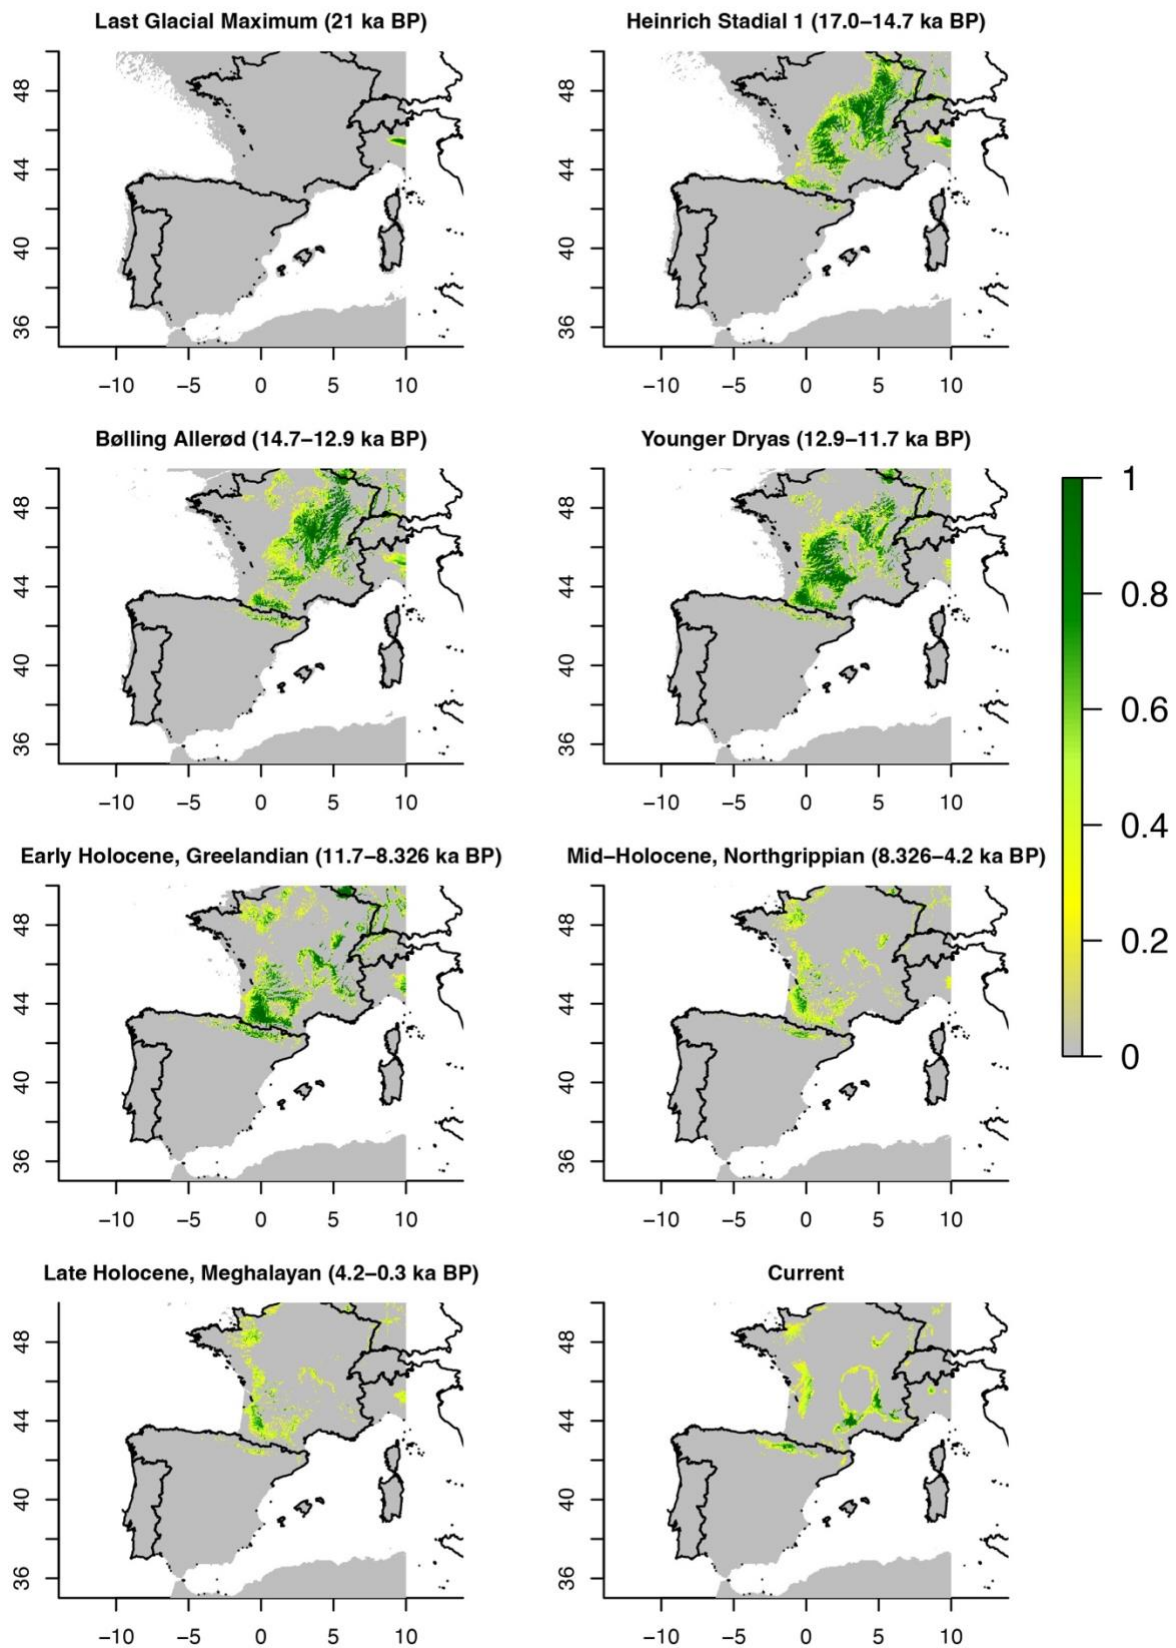 Last Glacial Maximum (21 ka BP)
Heinrich Stadial 1 (17.0–14.7 ka BP)
48
44
40
36
−10 −5 0 5 10
48
44
40
36
−10 −5 0 5 10
Bølling Allerød (14.7–12.9 ka BP)
Younger Dryas (12.9–11.7 ka BP)
48
44
40
36
−10 −5 0 5 10
48
44
40
36
−10 −5 0 5 10
1
0.8
0.6
0.4
0.2
0
Early Holocene, Greelandian (11.7–8.326 ka BP)
Mid−Holocene, Northgrippian (8.326–4.2 ka BP)
48
44
40
36
−10 −5 0 5 10
48
44
40
36
−10 −5 0 5 10
Late Holocene, Meghalayan (4.2–0.3 ka BP)
Current
48
44
40
36
−10 −5 0 5 10
48
44
40
36
−10 −5 0 5 10